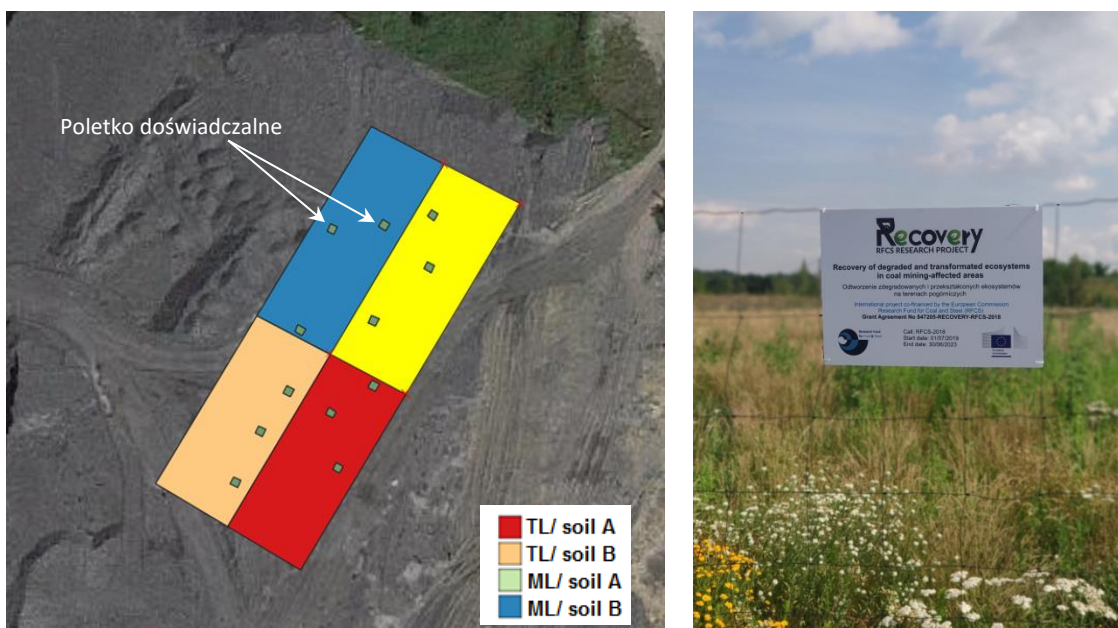 Poletko doświadczalne
TL/ soil A
TL/ soil B
ML/ soil A
ML/ soil B
Recovery
RFCS RESEARCH PROJECT
Recovery of degraded and transformated ecosystems
in coal mining-affected areas
Odtworzenie zdegradowanych i przekształconych ekosystemów
na terenach pogórniczych
International project co-financed by the European Commission
Research Fund for Coal and Steel (RFCS)
Grant Agreement No 847205-RECOVERY-RFCS-2018
Call: RFCS-2018
Start date: 01/07/2019
End date: 30/06/2023